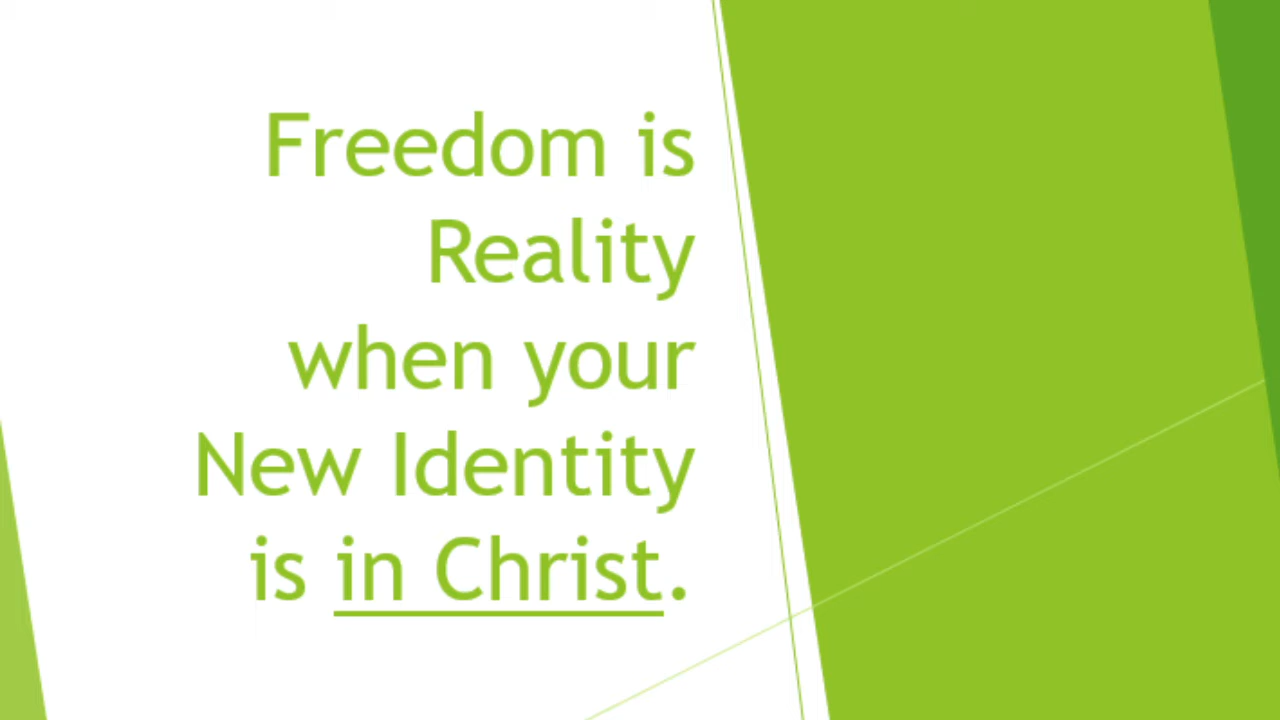 Freedom is
Reality
when your
New Identity
is in Christ.